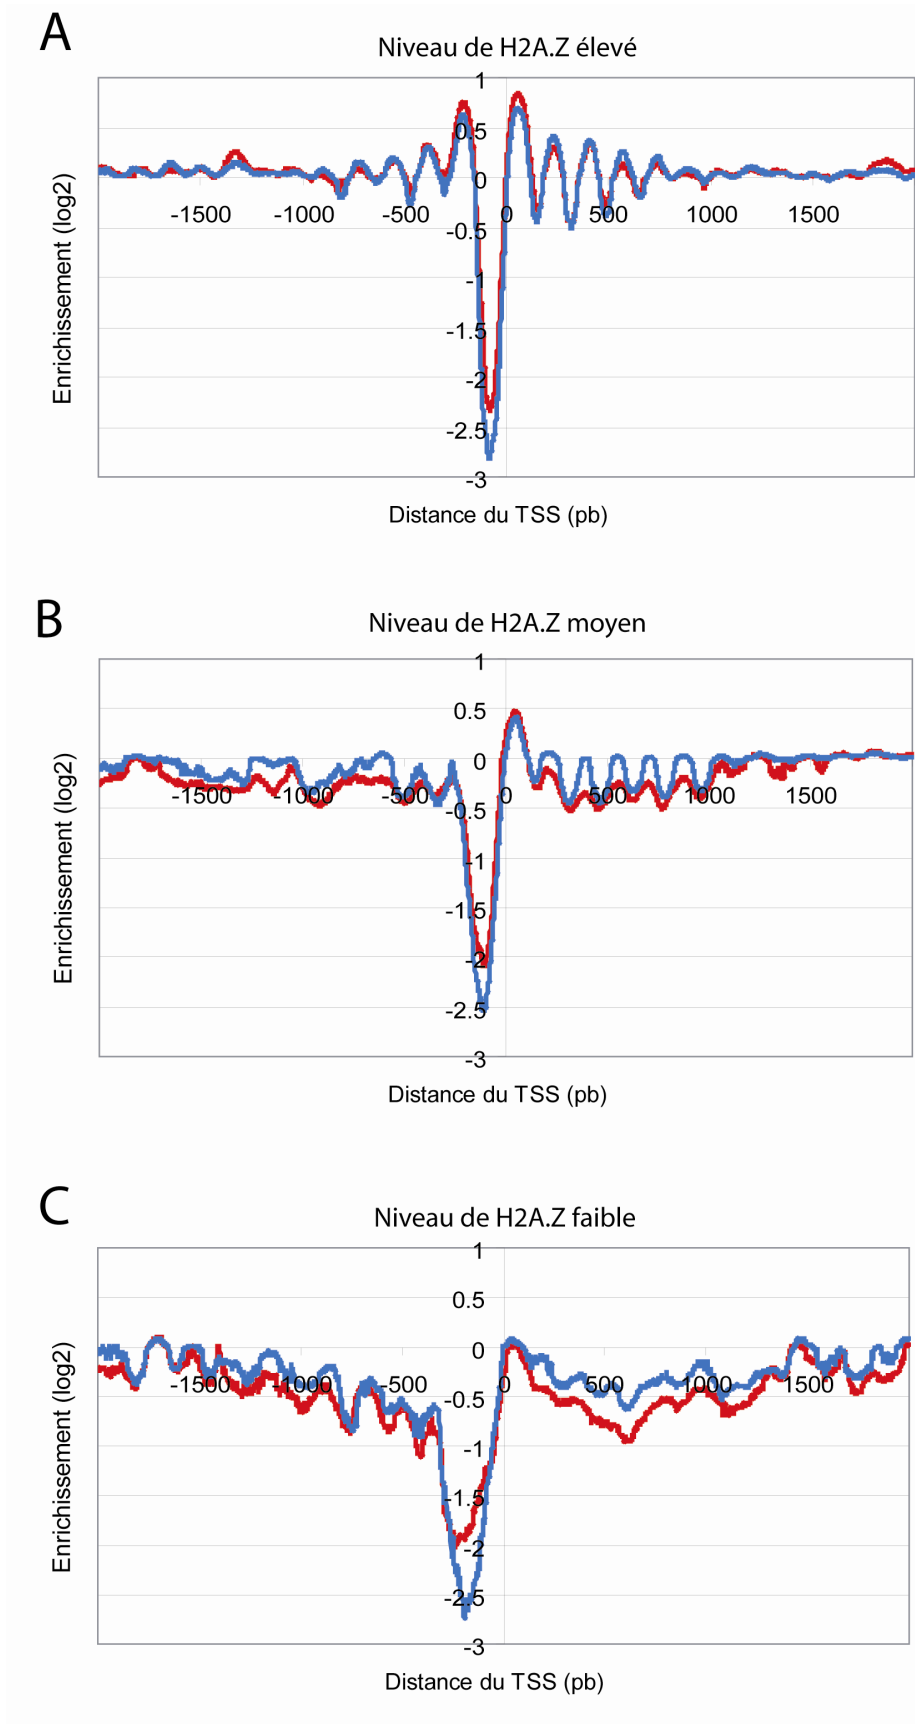 A
Niveau de H2A.Z élevé
1
0.5
0
-1500 -1000 -500 0 500 1000 1500
-0.5
-1
-1.5
-2
-2.5
-3
Enrichissement (log2)
Distance du TSS (pb)
B
Niveau de H2A.Z moyen
1
0.5
0
-1500 -1000 -500 0 500 1000 1500
-0.5
-1
-1.5
-2
-2.5
-3
Enrichissement (log2)
Distance du TSS (pb)
C
Niveau de H2A.Z faible
1
0.5
0
-1500 -1000 -500 0 500 1000 1500
-0.5
-1
-1.5
-2
-2.5
-3
Enrichissement (log2)
Distance du TSS (pb)